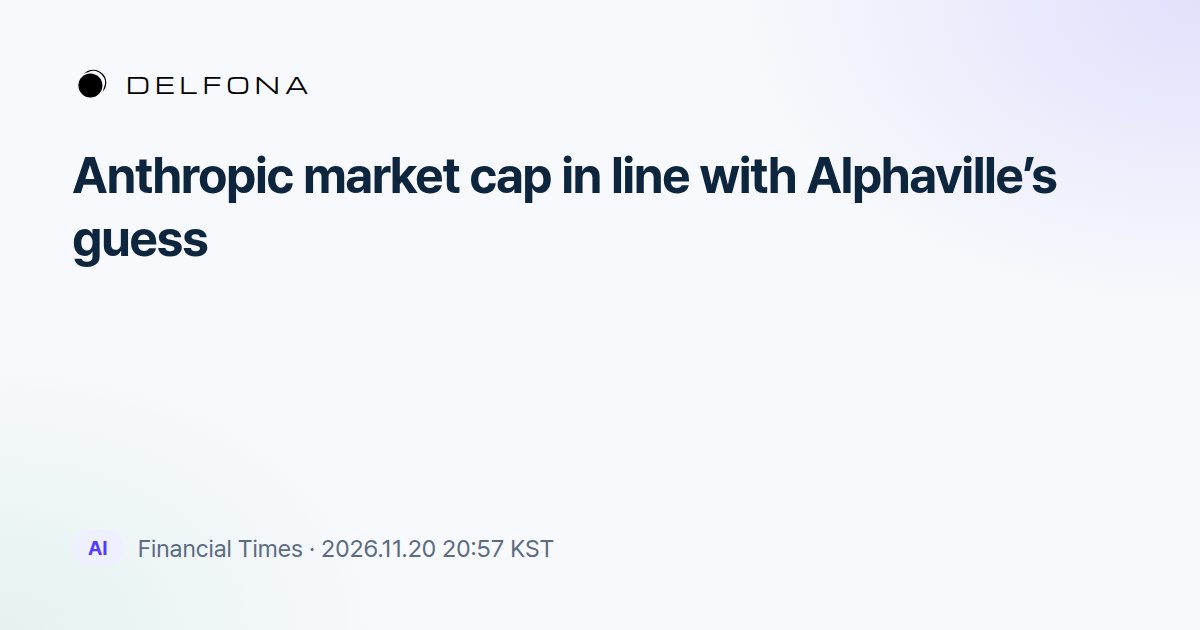 DELFONA
Anthropic market cap in line with Alphaville’s
guess
AI Financial Times · 2026.11.20 20:57 KST